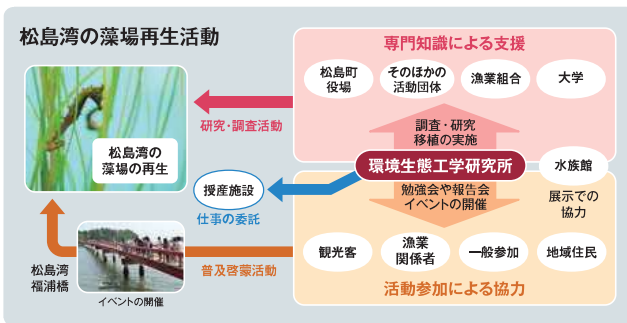 松島湾の藻場再生活動
専門知識による支援
松島町
役場
そのほかの
活動団体
漁業組合
大学
研究・調査活動
調査・研究
移植の実施
松島湾の
藻場の再生
環境生態工学研究所
水族館
授産施設
仕事の委託
勉強会や報告会
イベントの開催
展示での
協力
観光客
漁業
関係者
一般参加
地域住民
松島湾
福浦橋
普及啓蒙活動
イベントの開催
活動参加による協力